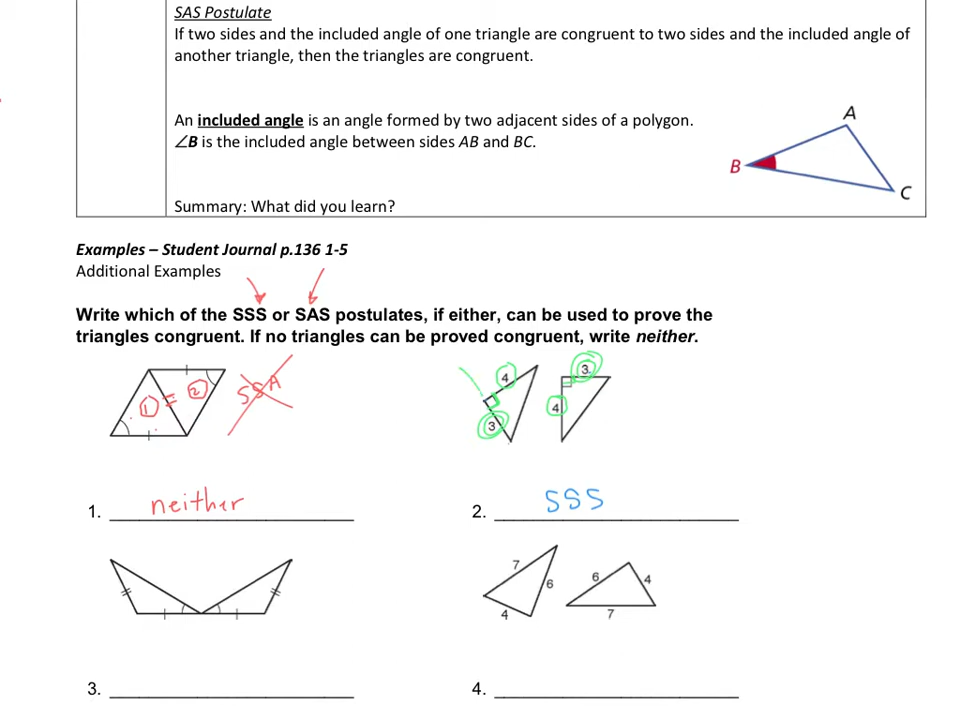 SAS Postulate
If two sides and the included angle of one triangle are congruent to two sides and the included angle of
another triangle, then the triangles are congruent.
An included angle is an angle formed by two adjacent sides of a polygon.
∠B is the included angle between sides AB and BC.
A
B
C
Summary: What did you learn?
Examples – Student Journal p.136 1-5
Additional Examples
Write which of the SSS or SAS postulates, if either, can be used to prove the
triangles congruent. If no triangles can be proved congruent, write neither.
1 = 2 SSA
4 3
3. 4
1. neither
2. SSS
7 6 4
6 4 7
3.
4.